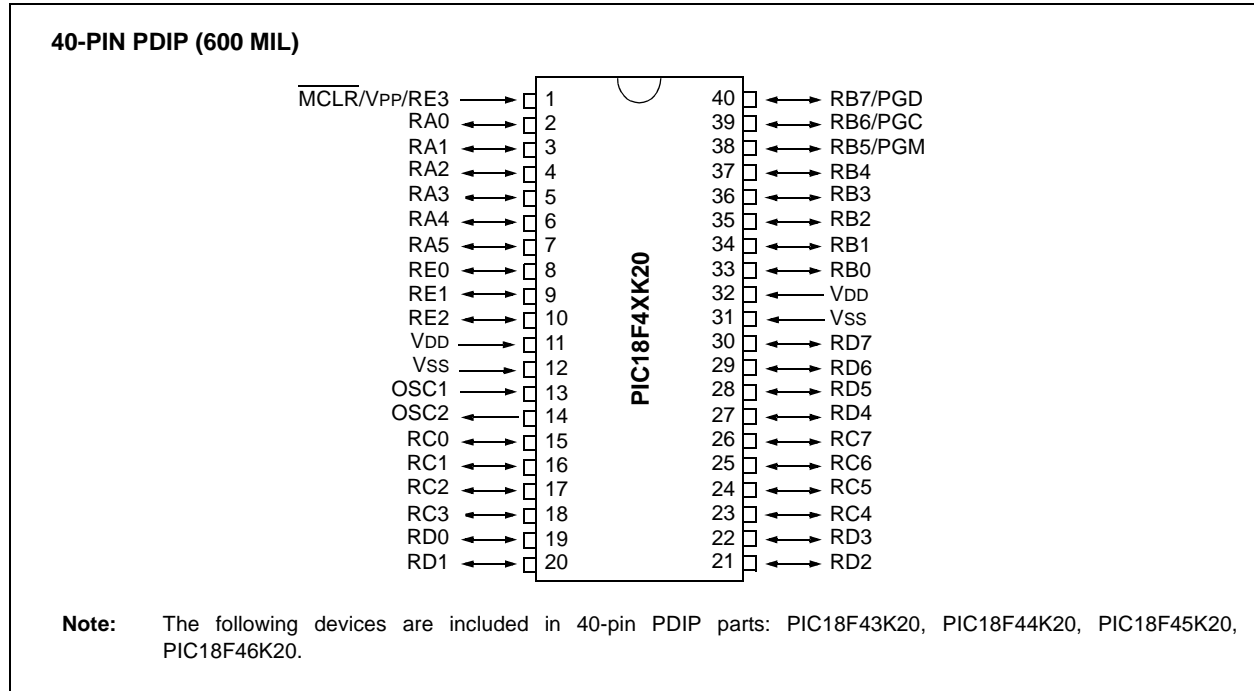 40-PIN PDIP (600 MIL)
MCLR/VPP/RE3 1 40 RB7/PGD
RA0 2 39 RB6/PGC
RA1 3 38 RB5/PGM
RA2 4 37 RB4
RA3 5 36 RB3
RA4 6 35 RB2
RA5 7 34 RB1
RE0 8 33 RB0
RE1 9 32 VDD
RE2 10 31 VSS
VDD 11 30 RD7
VSS 12 29 RD6
OSC1 13 28 RD5
OSC2 14 27 RD4
RC0 15 26 RC7
RC1 16 25 RC6
RC2 17 24 RC5
RC3 18 23 RC4
RD0 19 22 RD3
RD1 20 21 RD2
PIC18F4XK20
Note: The following devices are included in 40-pin PDIP parts: PIC18F43K20, PIC18F44K20, PIC18F45K20,
PIC18F46K20.